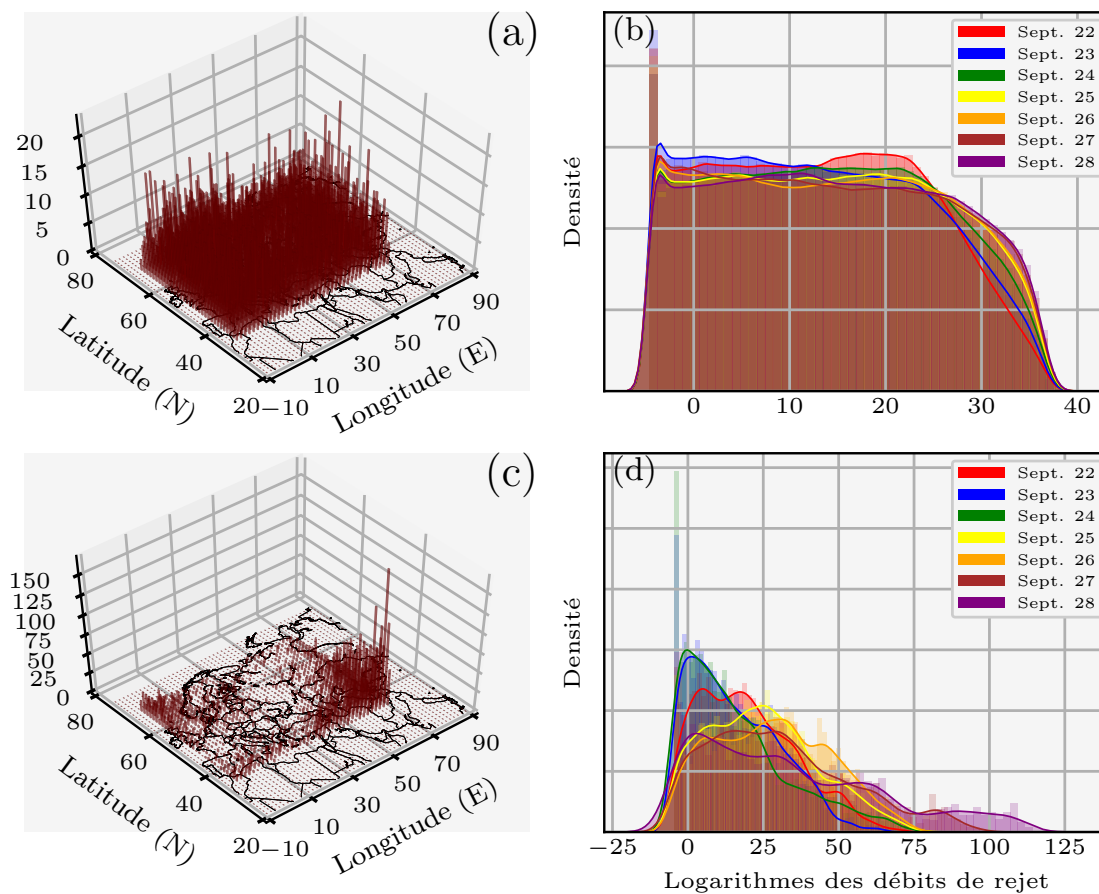 (a)
20
15
10
5
0
80
60
40
20
−10
10
30
50
70
90
Latitude (N)
Longitude (E)
(b)
Densité
Sept. 22
Sept. 23
Sept. 24
Sept. 25
Sept. 26
Sept. 27
Sept. 28
0
10
20
30
40
(c)
150
125
100
75
50
25
0
80
60
40
20
−10
10
30
50
70
90
Latitude (N)
Longitude (E)
(d)
Densité
Sept. 22
Sept. 23
Sept. 24
Sept. 25
Sept. 26
Sept. 27
Sept. 28
−25
0
25
50
75
100
125
Logarithmes des débits de rejet